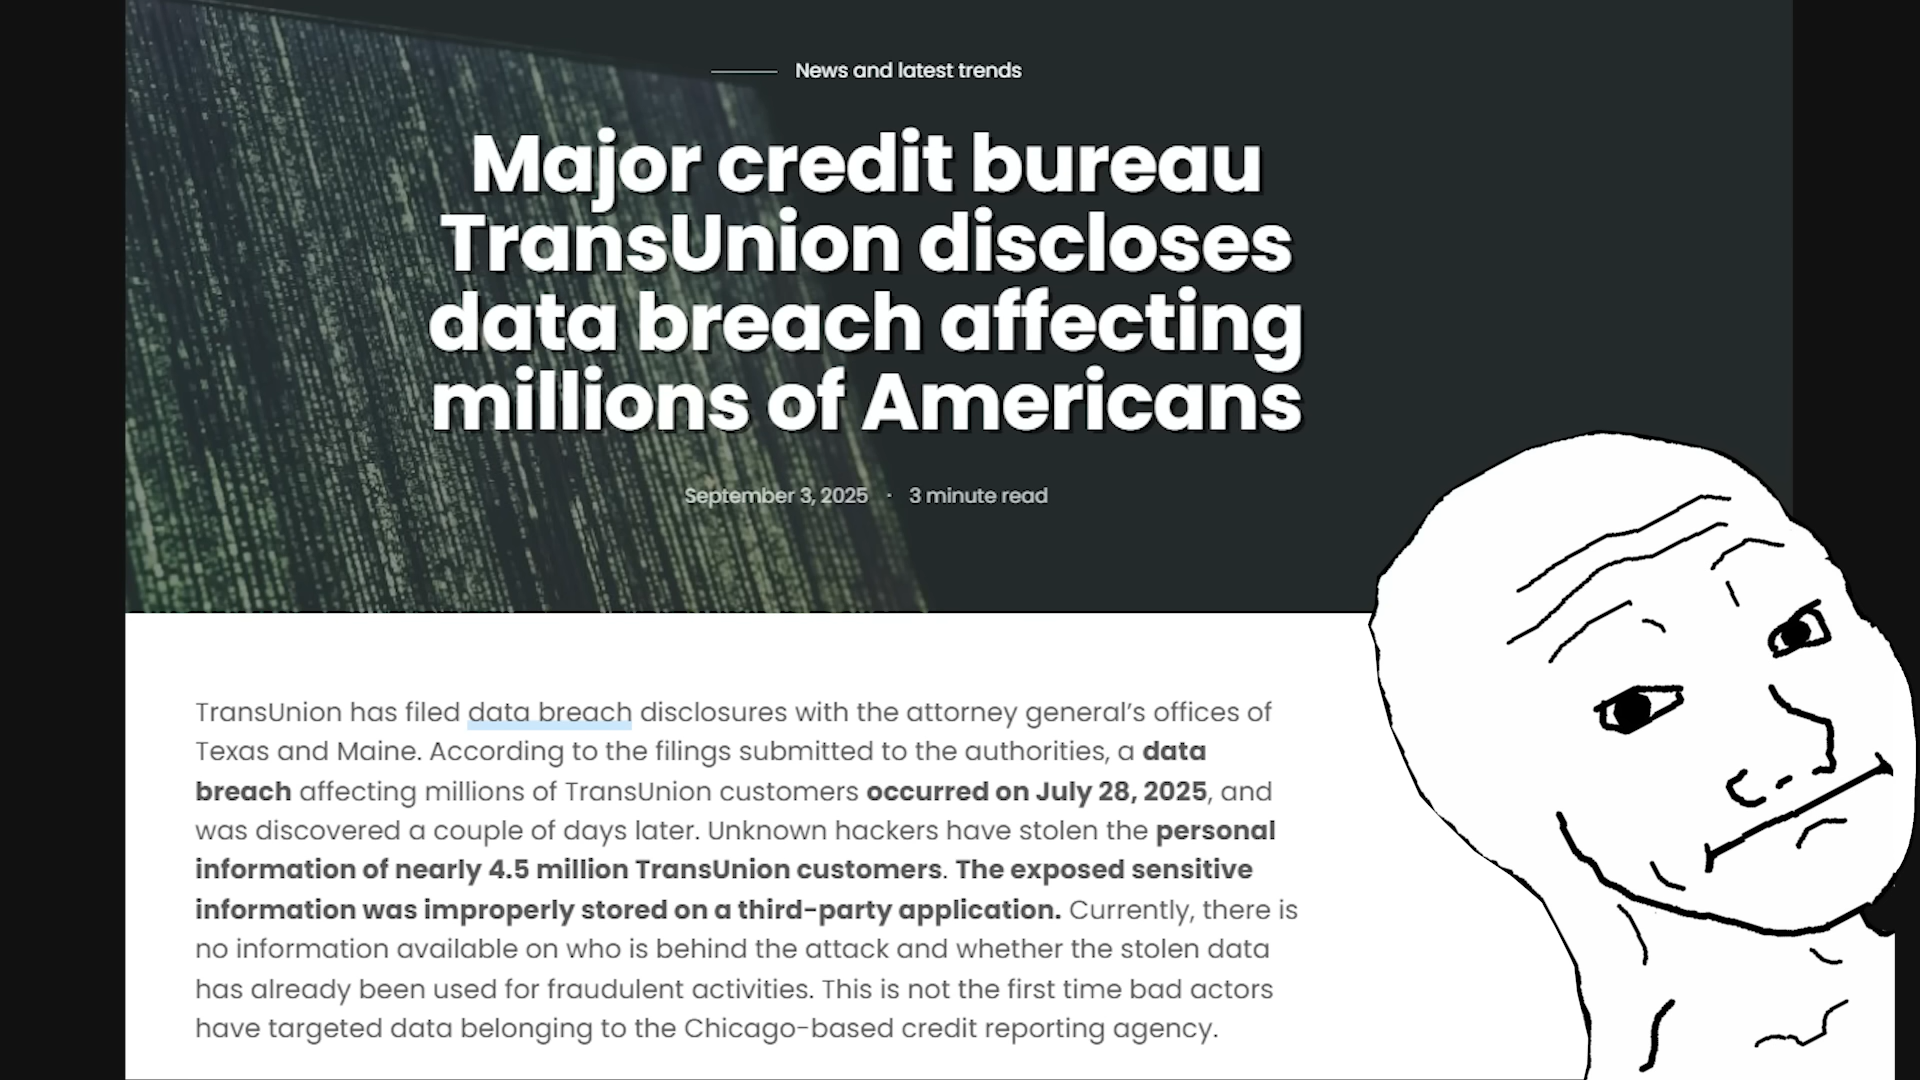 News and latest trends
Major credit bureau
TransUnion discloses
data breach affecting
millions of Americans
September 3, 2025 · 3 minute read
TransUnion has filed data breach disclosures with the attorney general’s offices of
Texas and Maine. According to the filings submitted to the authorities, a data
breach affecting millions of TransUnion customers occurred on July 28, 2025, and
was discovered a couple of days later. Unknown hackers have stolen the personal
information of nearly 4.5 million TransUnion customers. The exposed sensitive
information was improperly stored on a third-party application. Currently, there is
no information available on who is behind the attack and whether the stolen data
has already been used for fraudulent activities. This is not the first time bad actors
have targeted data belonging to the Chicago-based credit reporting agency.